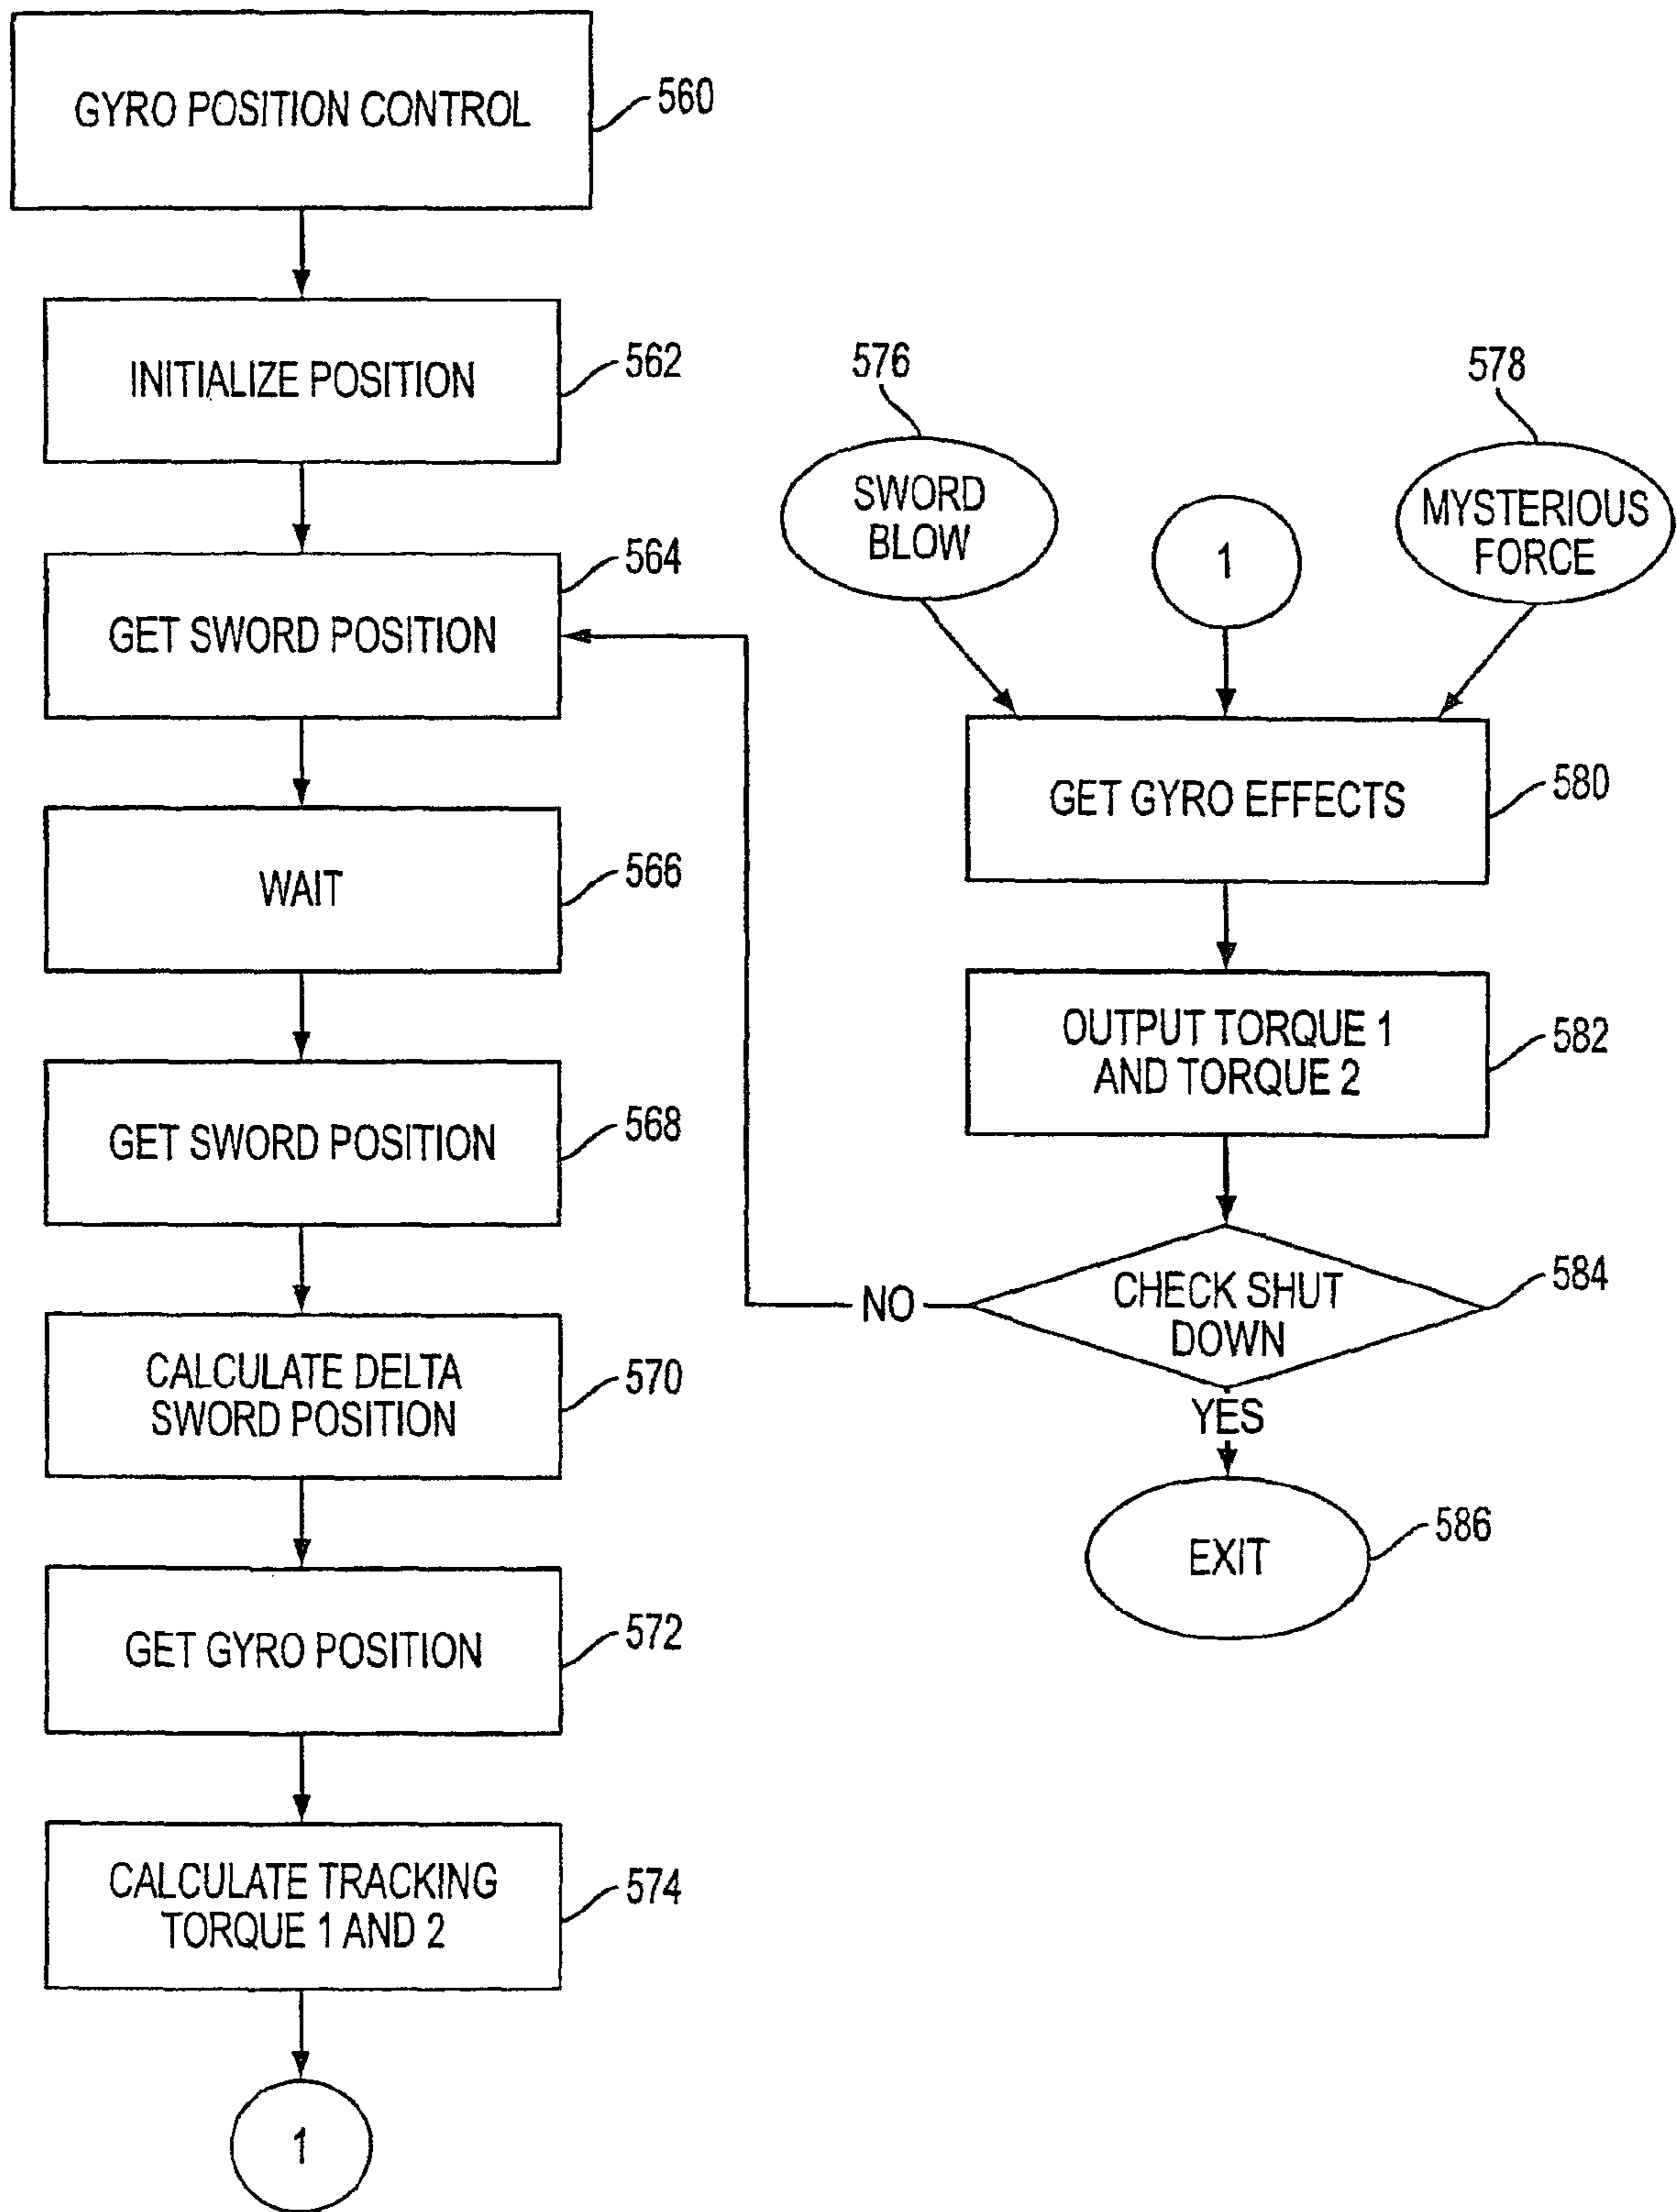 GYRO POSITION CONTROL
560
INITIALIZE POSITION
562
GET SWORD POSITION
564
WAIT
566
GET SWORD POSITION
568
CALCULATE DELTA
SWORD POSITION
570
GET GYRO POSITION
572
CALCULATE TRACKING
TORQUE 1 AND 2
574
1
576
SWORD
BLOW
1
578
MYSTERIOUS
FORCE
GET GYRO EFFECTS
580
OUTPUT TORQUE 1
AND TORQUE 2
582
CHECK SHUT
DOWN
584
NO
YES
EXIT
586